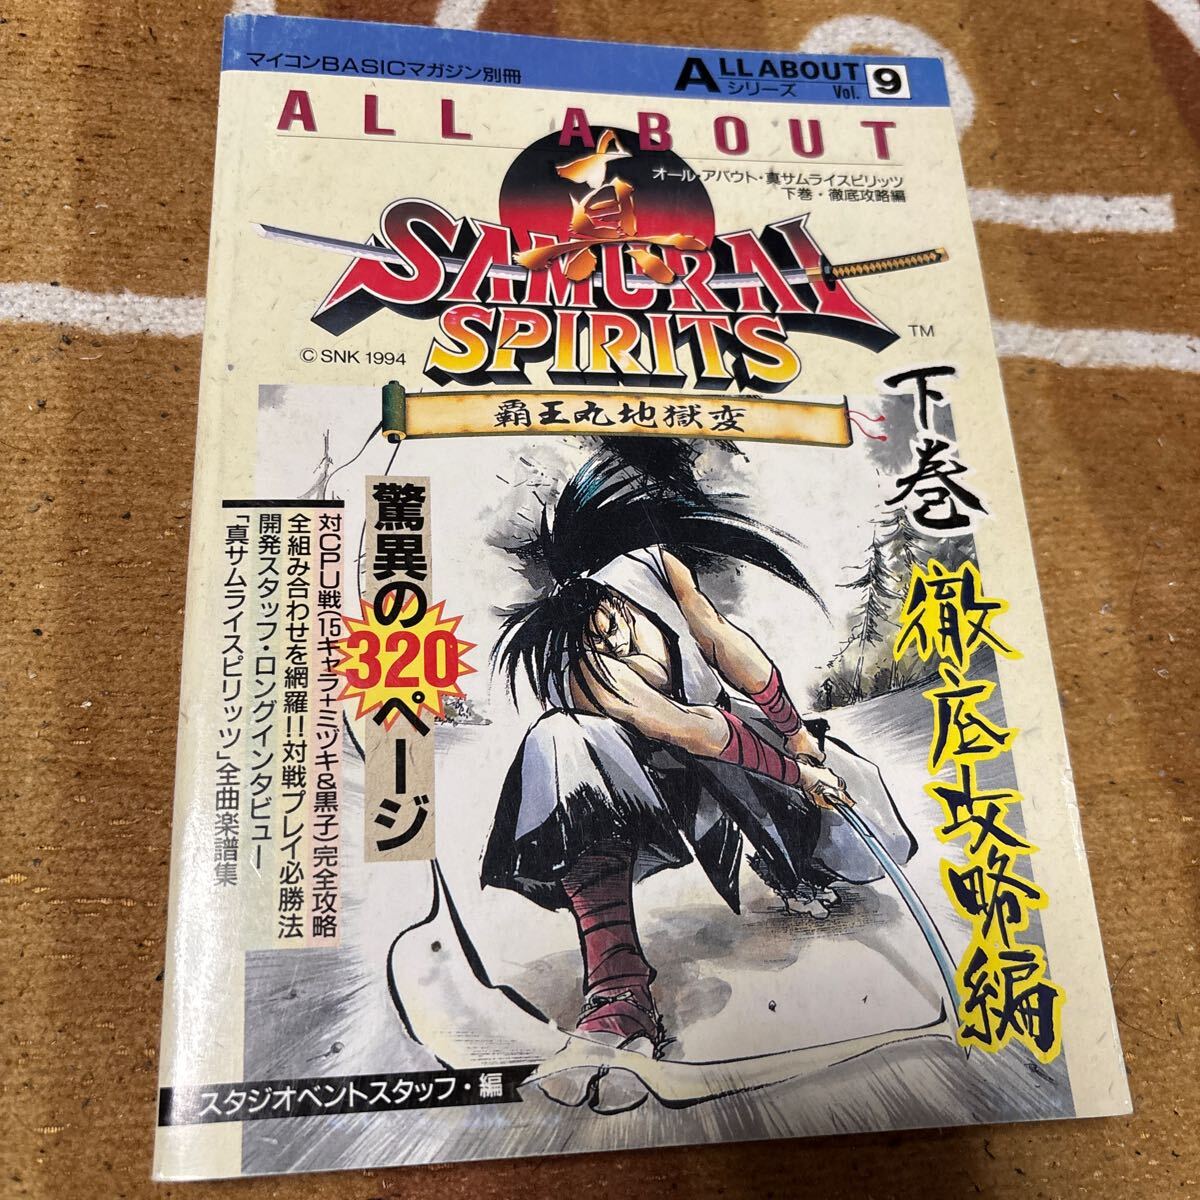 マイコンBASICマガジン別冊
ALL ABOUT
シリーズ Vol. 9
ALL ABOUT
オール・アバウト・真サムライスピリッツ
下巻・徹底攻略編
真
SAMURAI
SPIRITS
TM
© SNK 1994
覇王丸地獄変
下巻 徹底攻略編
驚異の320ページ
対CPU戦(15キャラ+ミヅキ&黒子)完全攻略
全組み合わせを網羅!!対戦プレイ必勝法
開発スタッフ・ロングインタビュー
「真サムライスピリッツ」全曲楽譜集
スタジオベントスタッフ・編